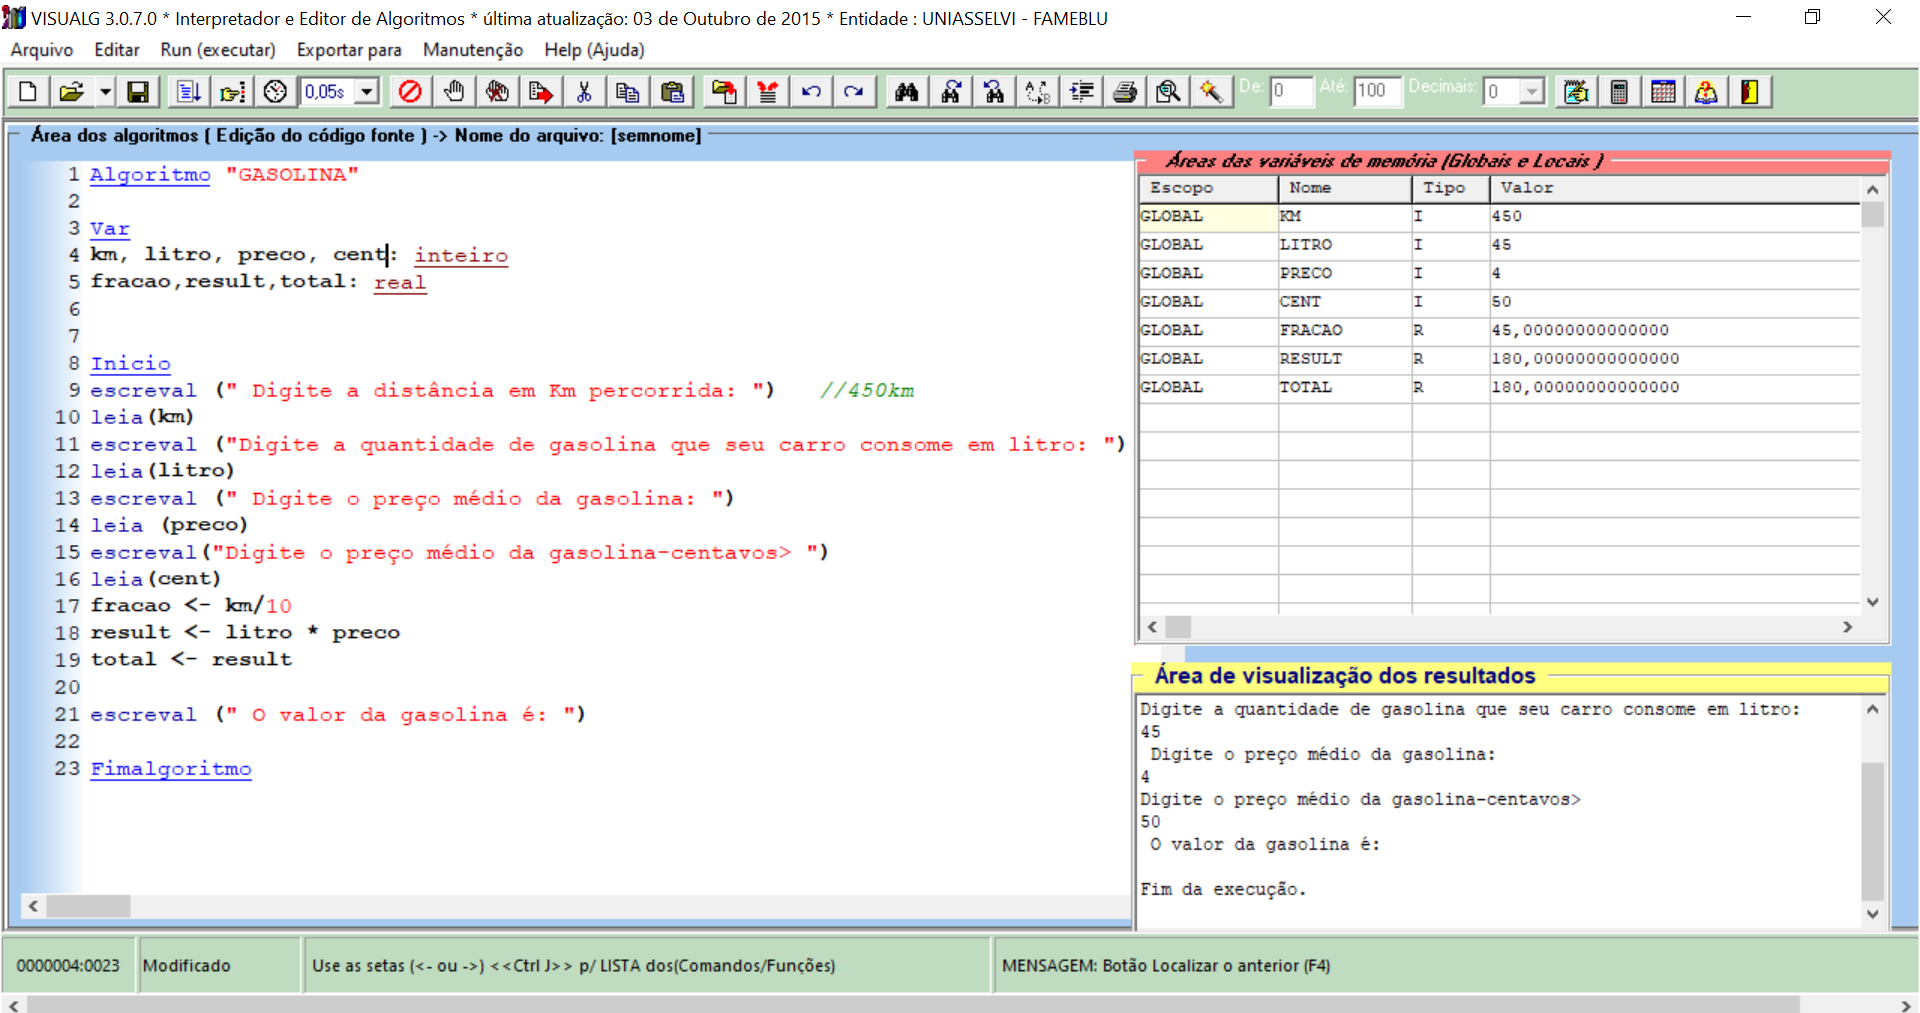 VISUALG 3.0.7.0 * Interpretador e Editor de Algoritmos * última atualização: 03 de Outubro de 2015 * Entidade : UNIASSELVI - FAMEBLU
Arquivo Editar Run (executar) Exportar para Manutenção Help (Ajuda)
0,05s De: 0 Até: 100 Decimais: 0
Área dos algoritmos ( Edição do código fonte ) -> Nome do arquivo: [semnome]
1 Algoritmo "GASOLINA"
2
3 Var
4 km, litro, preco, cent: inteiro
5 fracao,result,total: real
6
7
8 Inicio
9 escreval (" Digite a distância em Km percorrida: ") //450km
10 leia(km)
11 escreval ("Digite a quantidade de gasolina que seu carro consome em litro: ")
12 leia(litro)
13 escreval (" Digite o preço médio da gasolina: ")
14 leia (preco)
15 escreval("Digite o preço médio da gasolina-centavos> ")
16 leia(cent)
17 fracao <- km/10
18 result <- litro * preco
19 total <- result
20
21 escreval (" O valor da gasolina é: ")
22
23 Fimalgoritmo
Áreas das variáveis de memória (Globais e Locais )
Escopo Nome Tipo Valor
GLOBAL KM I 450
GLOBAL LITRO I 45
GLOBAL PRECO I 4
GLOBAL CENT I 50
GLOBAL FRACAO R 45,00000000000000
GLOBAL RESULT R 180,00000000000000
GLOBAL TOTAL R 180,00000000000000
Área de visualização dos resultados
Digite a quantidade de gasolina que seu carro consome em litro:
45
Digite o preço médio da gasolina:
4
Digite o preço médio da gasolina-centavos>
50
O valor da gasolina é:
Fim da execução.
0000004:0023 Modificado Use as setas (<- ou ->) <<Ctrl J>> p/ LISTA dos(Comandos/Funções) MENSAGEM: Botão Localizar o anterior (F4)